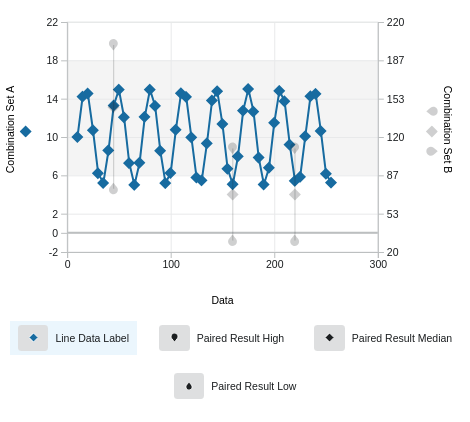 22 220
18 187
14 153
10 120
6 87
2 53
0
-2 20
0 100 200 300
Combination Set A
Combination Set B
Data
Line Data Label Paired Result High Paired Result Median
Paired Result Low